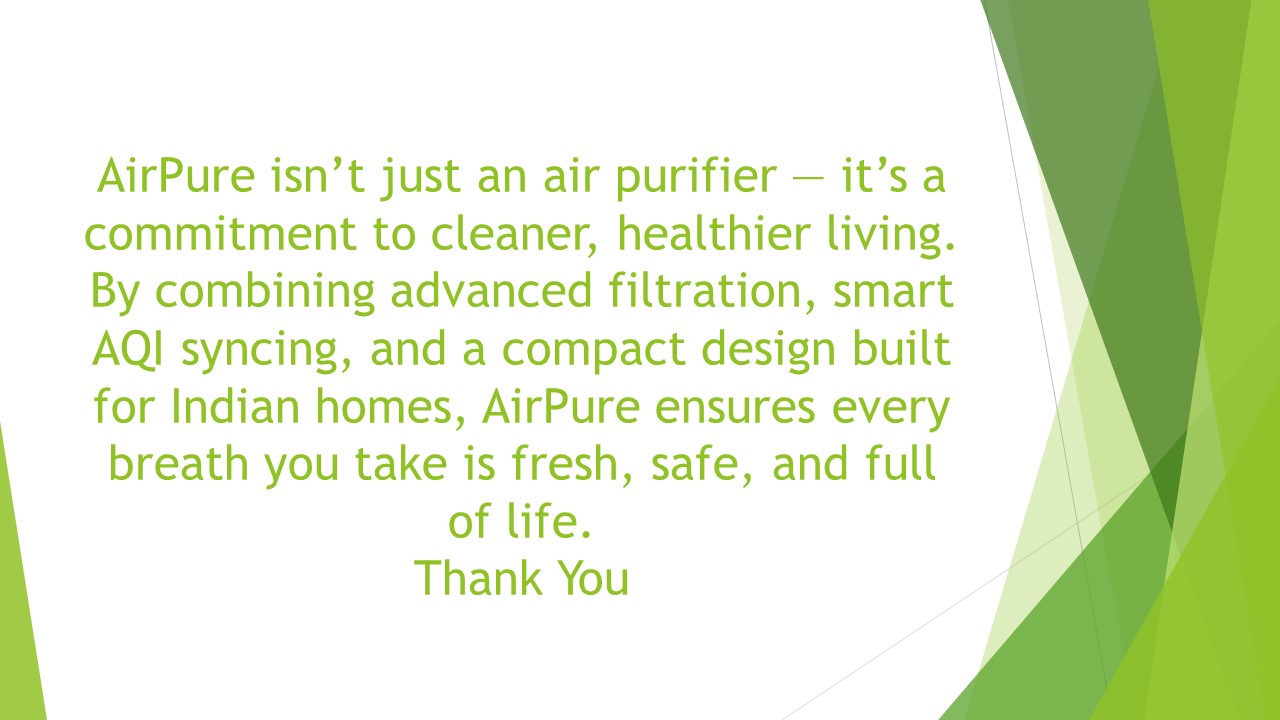 AirPure isn’t just an air purifier — it’s a
commitment to cleaner, healthier living.
By combining advanced filtration, smart
AQI syncing, and a compact design built
for Indian homes, AirPure ensures every
breath you take is fresh, safe, and full
of life.
Thank You